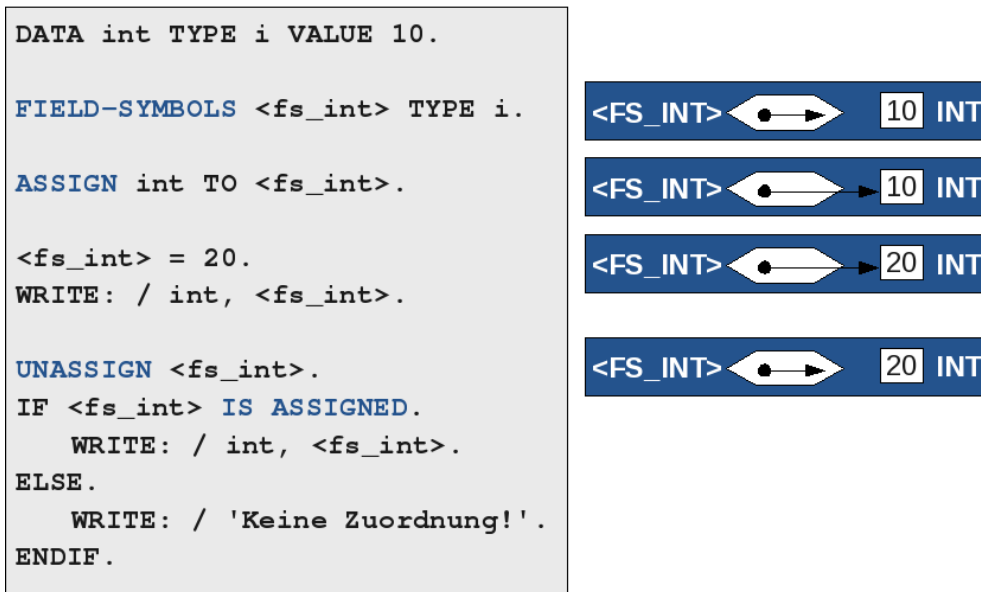 DATA int TYPE i VALUE 10.
FIELD-SYMBOLS <fs_int> TYPE i.
<FS_INT> 10 INT
ASSIGN int TO <fs_int>.
<FS_INT> 10 INT
<fs_int> = 20.
<FS_INT> 20 INT
WRITE: / int, <fs_int>.
UNASSIGN <fs_int>.
<FS_INT> 20 INT
IF <fs_int> IS ASSIGNED.
WRITE: / int, <fs_int>.
ELSE.
WRITE: / 'Keine Zuordnung!'.
ENDIF.